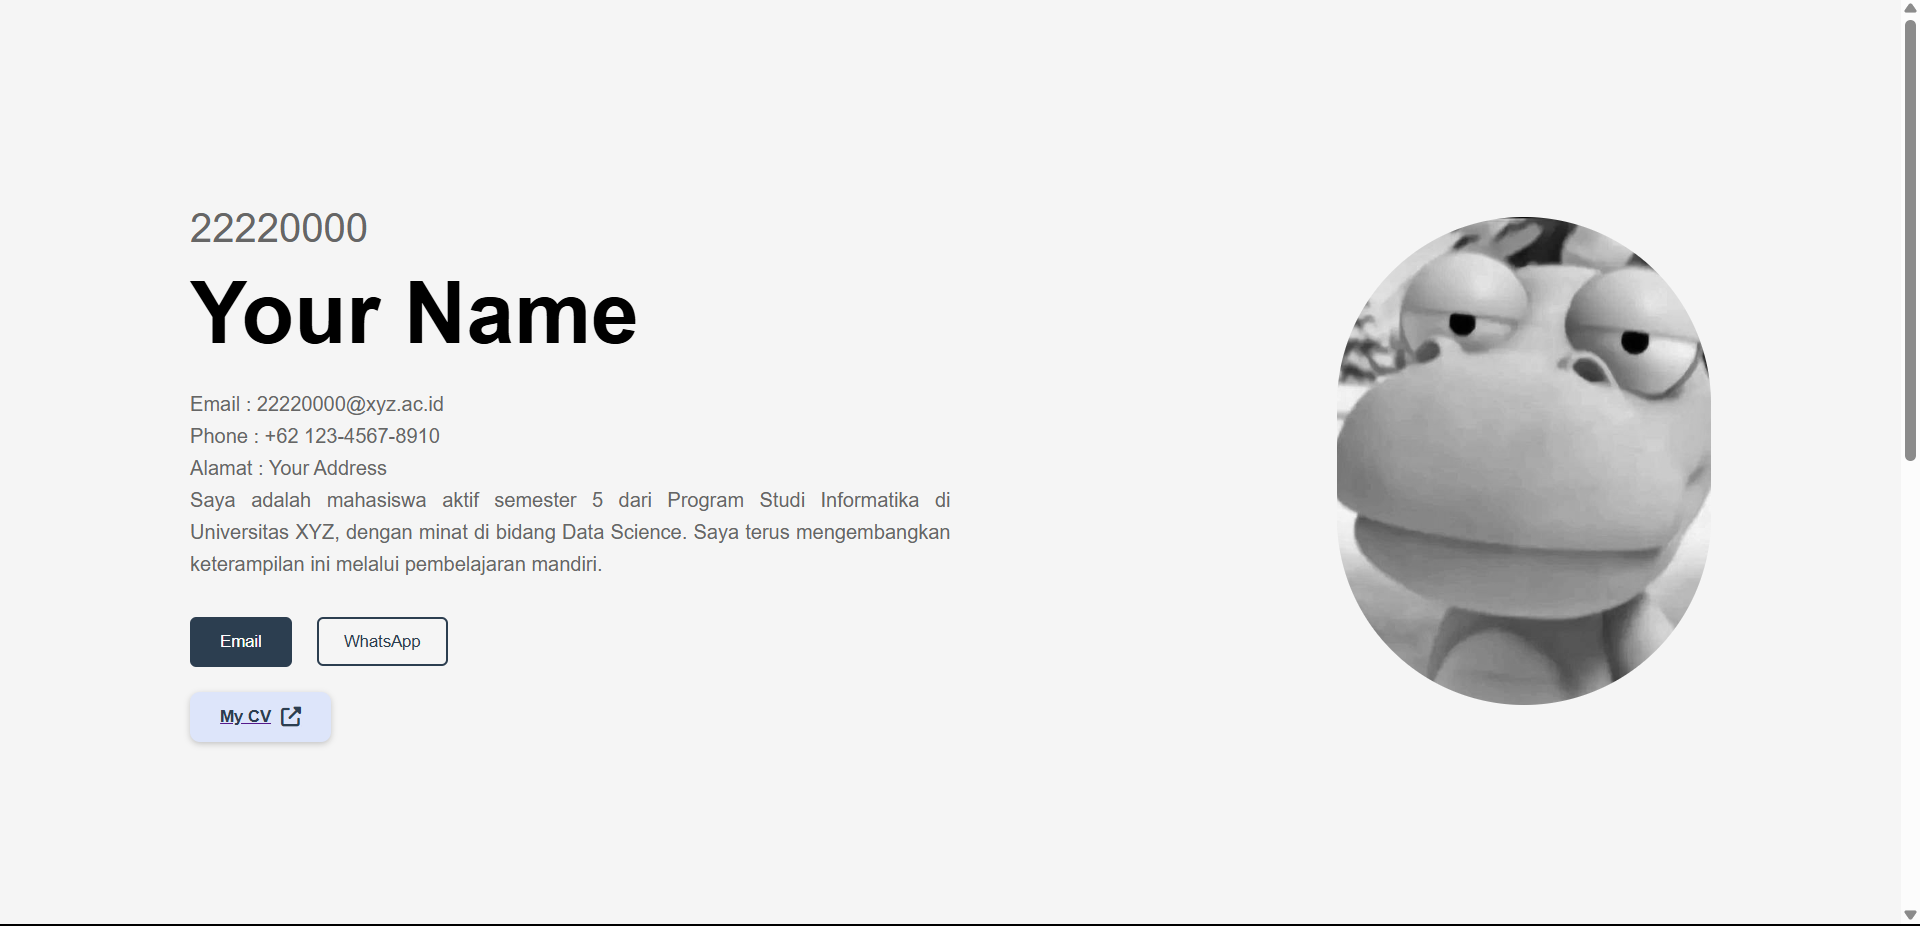 22220000
Your Name
Email : 22220000@xyz.ac.id
Phone : +62 123-4567-8910
Alamat : Your Address
Saya adalah mahasiswa aktif semester 5 dari Program Studi Informatika di
Universitas XYZ, dengan minat di bidang Data Science. Saya terus mengembangkan
keterampilan ini melalui pembelajaran mandiri.
Email
WhatsApp
My CV